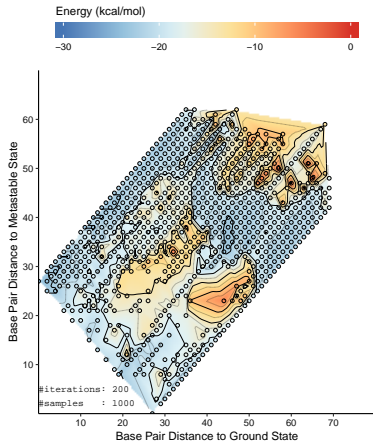 Energy (kcal/mol)
−30 −20 −10 0
Base Pair Distance to Metastable State
60
50
40
30
20
10
#iterations: 200
#samples : 1000
10 20 30 40 50 60 70
Base Pair Distance to Ground State